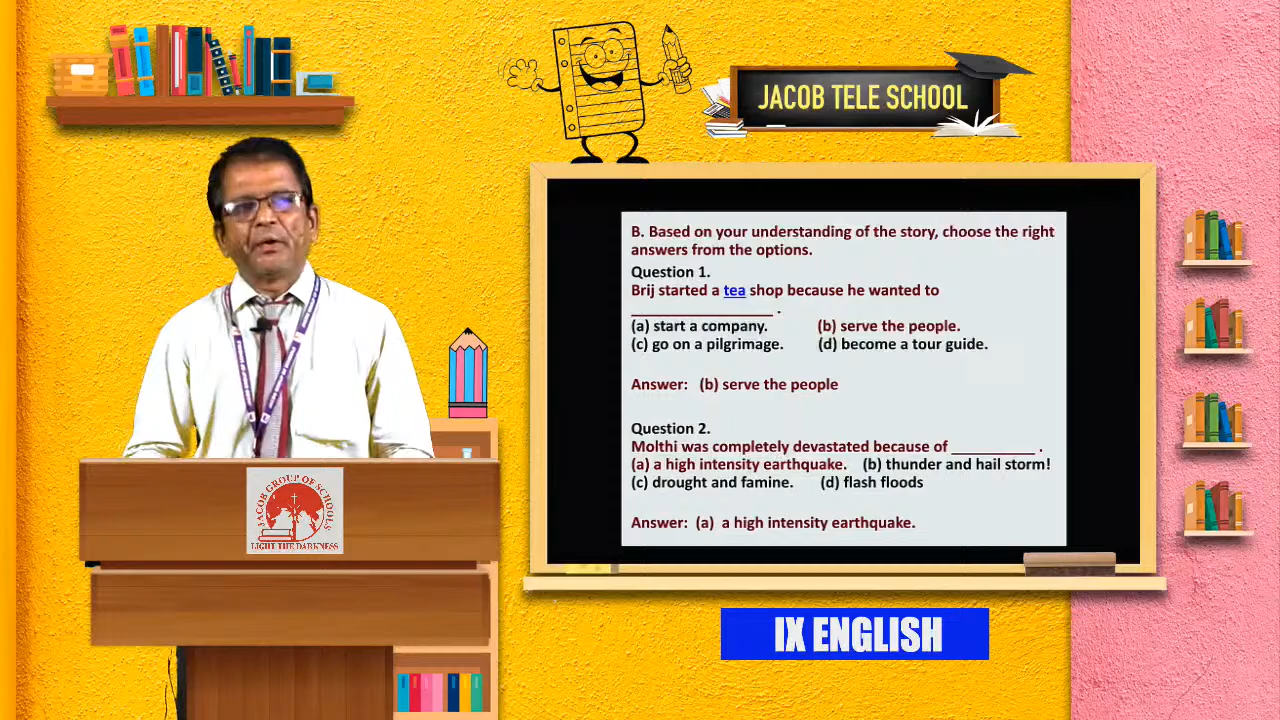 JACOB TELE SCHOOL
B. Based on your understanding of the story, choose the right
answers from the options.
Question 1.
Brij started a tea shop because he wanted to
_________________ .
(a) start a company. (b) serve the people.
(c) go on a pilgrimage. (d) become a tour guide.
Answer: (b) serve the people
Question 2.
Molthi was completely devastated because of __________ .
(a) a high intensity earthquake. (b) thunder and hail storm!
(c) drought and famine. (d) flash floods
Answer: (a) a high intensity earthquake.
JACOB GROUP OF SCHOOLS
LIGHT THE DARKNESS
IX ENGLISH